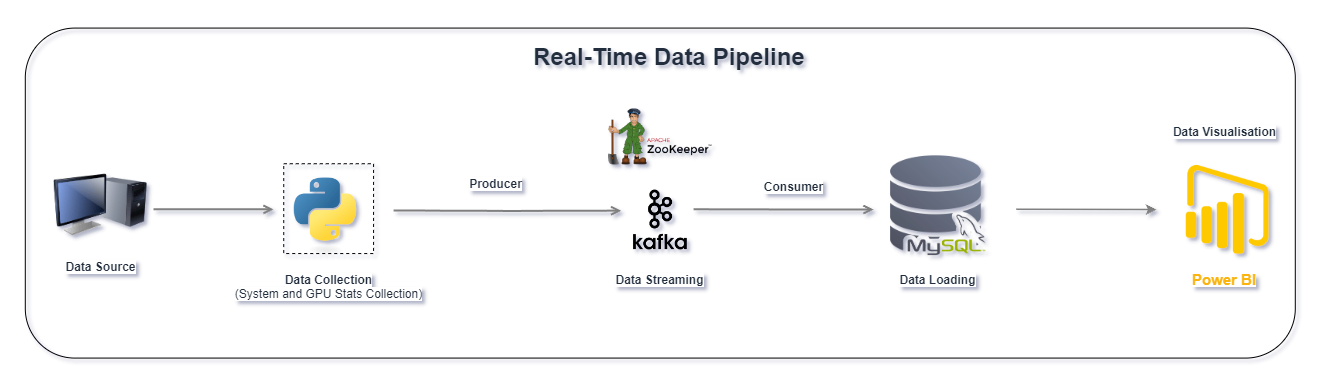 Real-Time Data Pipeline
APACHE
ZooKeeper™
Data Visualisation
Producer
Consumer
kafka
MySQL
Data Source
Data Collection
(System and GPU Stats Collection)
Data Streaming
Data Loading
Power BI